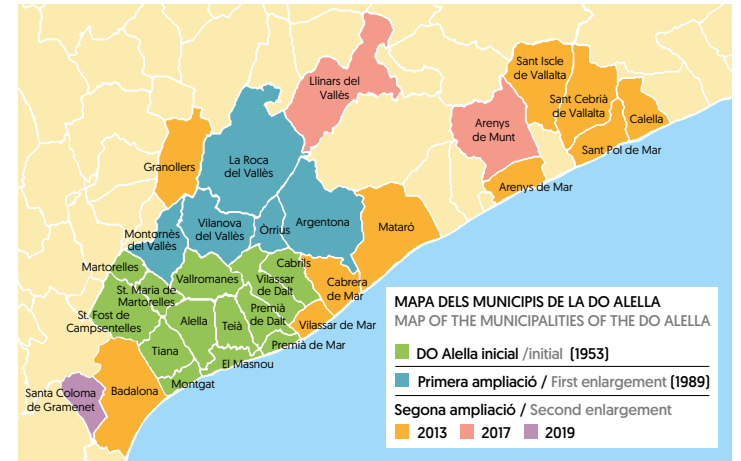 Llinars del
Vallès
Sant Iscle
de Vallalta
Sant Cebrià
de Vallalta
Calella
Arenys
de Munt
Sant Pol de Mar
Arenys de Mar
Granollers
La Roca
del Vallès
Montornès
del Vallès
Vilanova
del Vallès
Òrrius
Argentona
Mataró
Martorelles
St. Maria de
Martorelles
Vallromanes
Cabrils
Vilassar
de Dalt
Cabrera
de Mar
St. Fost de
Campsentelles
Alella
Teià
Premià
de Dalt
Vilassar de Mar
Tiana
Premià de Mar
El Masnou
Montgat
Badalona
Santa Coloma
de Gramenet
MAPA DELS MUNICIPIS DE LA DO ALELLA
MAP OF THE MUNICIPALITIES OF THE DO ALELLA
DO Alella inicial /initial (1953)
Primera ampliació / First enlargement (1989)
Segona ampliació / Second enlargement
2013 2017 2019